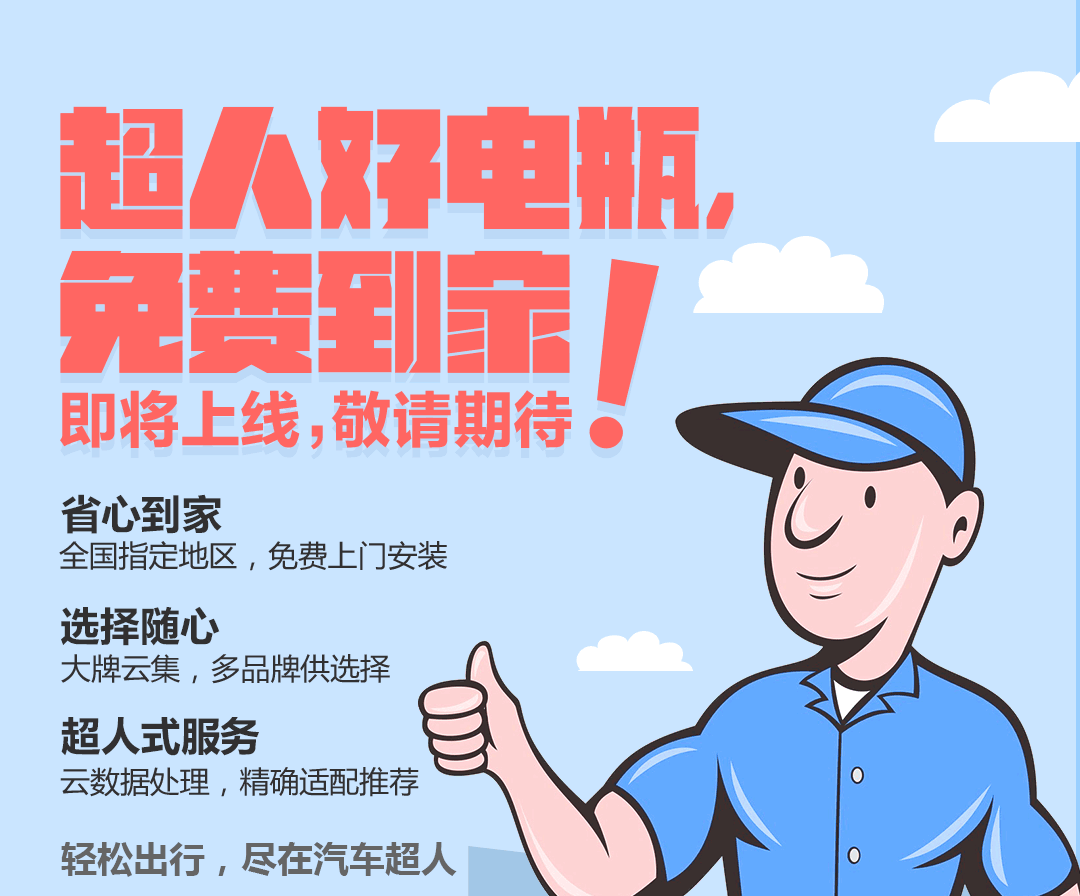 超人好电瓶,
免费到家!
即将上线,敬请期待
省心到家
全国指定地区，免费上门安装
选择随心
大牌云集，多品牌供选择
超人式服务
云数据处理，精确适配推荐
轻松出行，尽在汽车超人